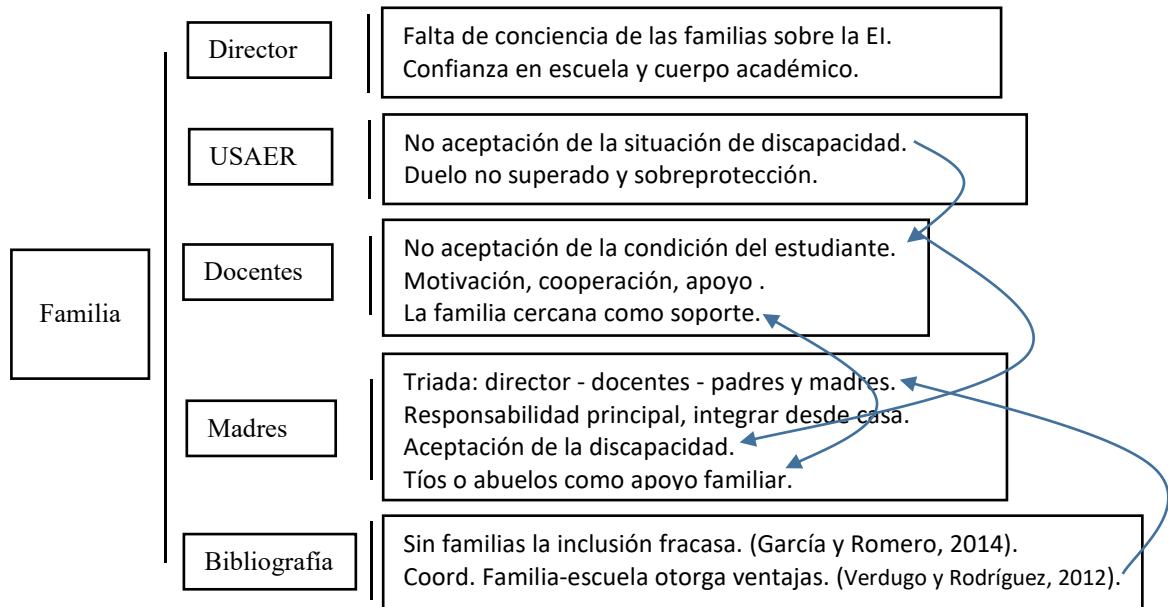 Familia
Director
Falta de conciencia de las familias sobre la EI.
Confianza en escuela y cuerpo académico.
USAER
No aceptación de la situación de discapacidad.
Duelo no superado y sobreprotección.
Docentes
No aceptación de la condición del estudiante.
Motivación, cooperación, apoyo .
La familia cercana como soporte.
Madres
Triada: director - docentes - padres y madres.
Responsabilidad principal, integrar desde casa.
Aceptación de la discapacidad.
Tíos o abuelos como apoyo familiar.
Bibliografía
Sin familias la inclusión fracasa. (García y Romero, 2014).
Coord. Familia-escuela otorga ventajas. (Verdugo y Rodríguez, 2012).